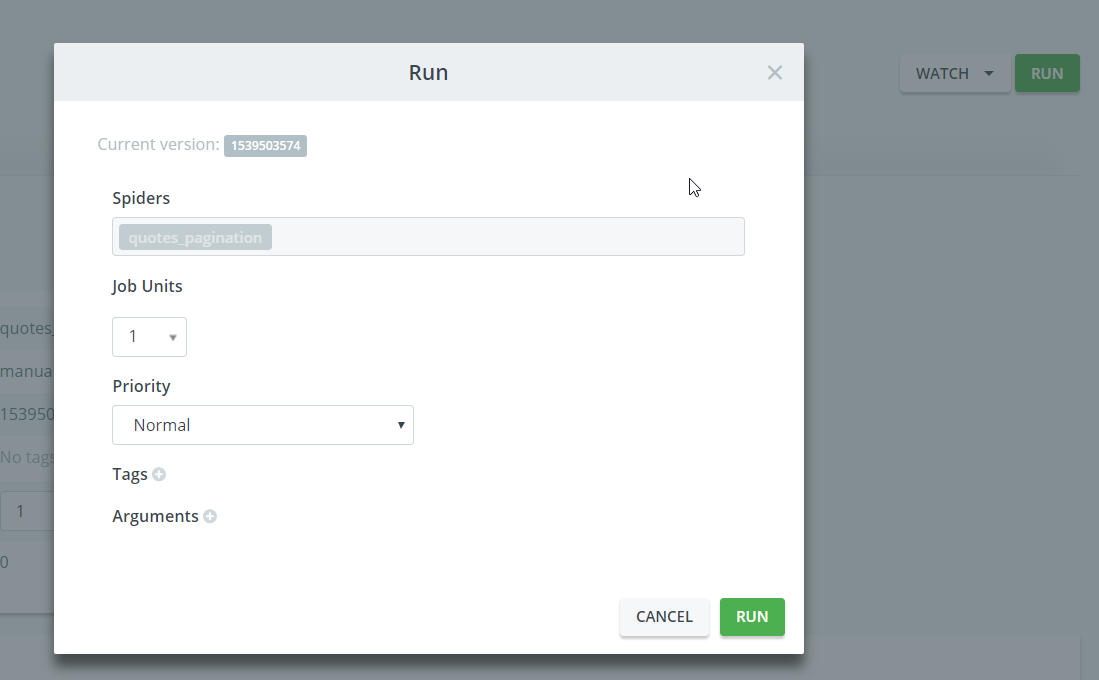 Run
WATCH
RUN
Current version: 1539503574
Spiders
quotes_pagination
Job Units
1
Priority
Normal
Tags
Arguments
CANCEL
RUN
quotes_
manua
153950
No tags
1
0